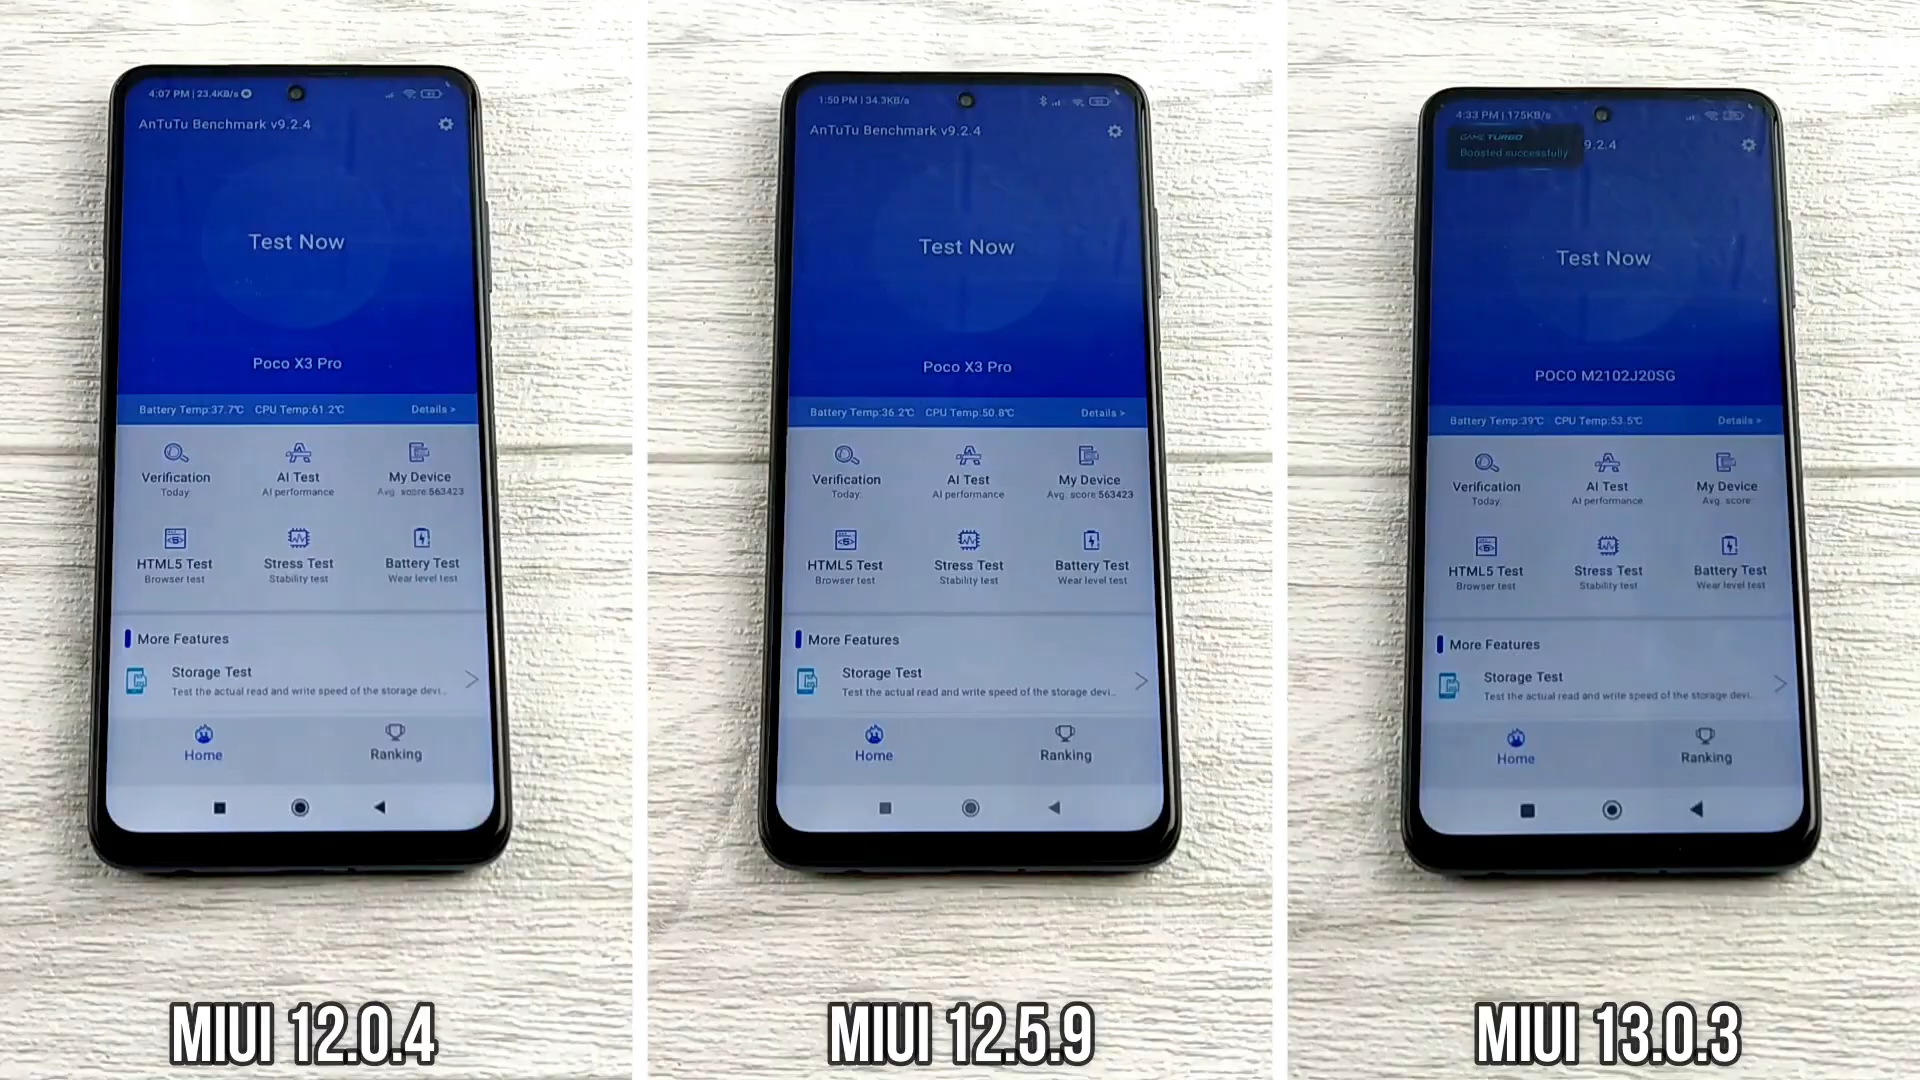 4:07 PM | 23.4KB/s
AnTuTu Benchmark v9.2.4
Test Now
Poco X3 Pro
Battery Temp:37.7℃ CPU Temp:61.2℃ Details >
Verification AI Test My Device
Today: AI performance Avg. score:563423
HTML5 Test Stress Test Battery Test
Browser test Stability test Wear level test
More Features
Storage Test
Test the actual read and write speed of the storage devi...
Home Ranking
MIUI 12.0.4
1:50 PM | 34.3KB/s
AnTuTu Benchmark v9.2.4
Test Now
Poco X3 Pro
Battery Temp:36.2℃ CPU Temp:50.8℃ Details >
Verification AI Test My Device
Today: AI performance Avg. score:563423
HTML5 Test Stress Test Battery Test
Browser test Stability test Wear level test
More Features
Storage Test
Test the actual read and write speed of the storage devi...
Home Ranking
MIUI 12.5.9
4:33 PM | 175KB/s
GAME TURBO
Boosted successfully
9.2.4
Test Now
POCO M2102J20SG
Battery Temp:39℃ CPU Temp:53.5℃ Details >
Verification AI Test My Device
Today: AI performance Avg. score:
HTML5 Test Stress Test Battery Test
Browser test Stability test Wear level test
More Features
Storage Test
Test the actual read and write speed of the storage devi...
Home Ranking
MIUI 13.0.3